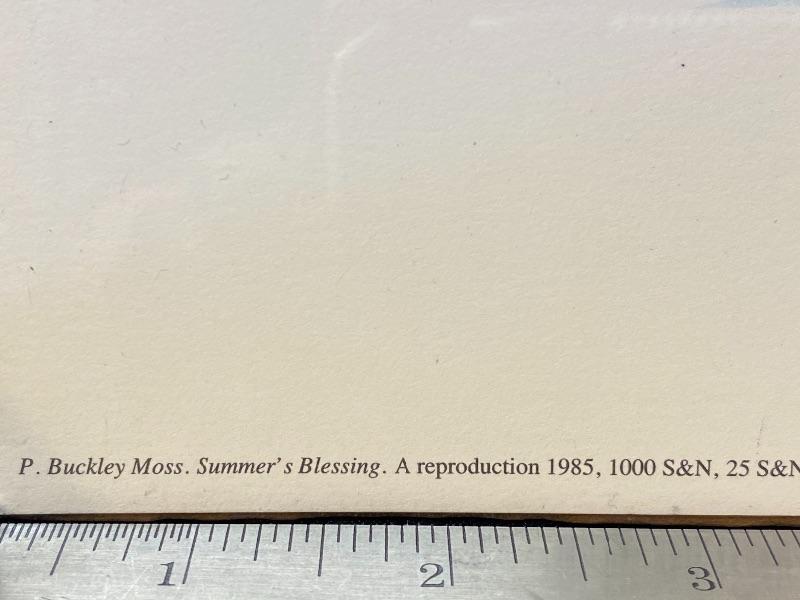 P. Buckley Moss. Summer's Blessing. A reproduction 1985, 1000 S&N, 25 S&N
1 2 3